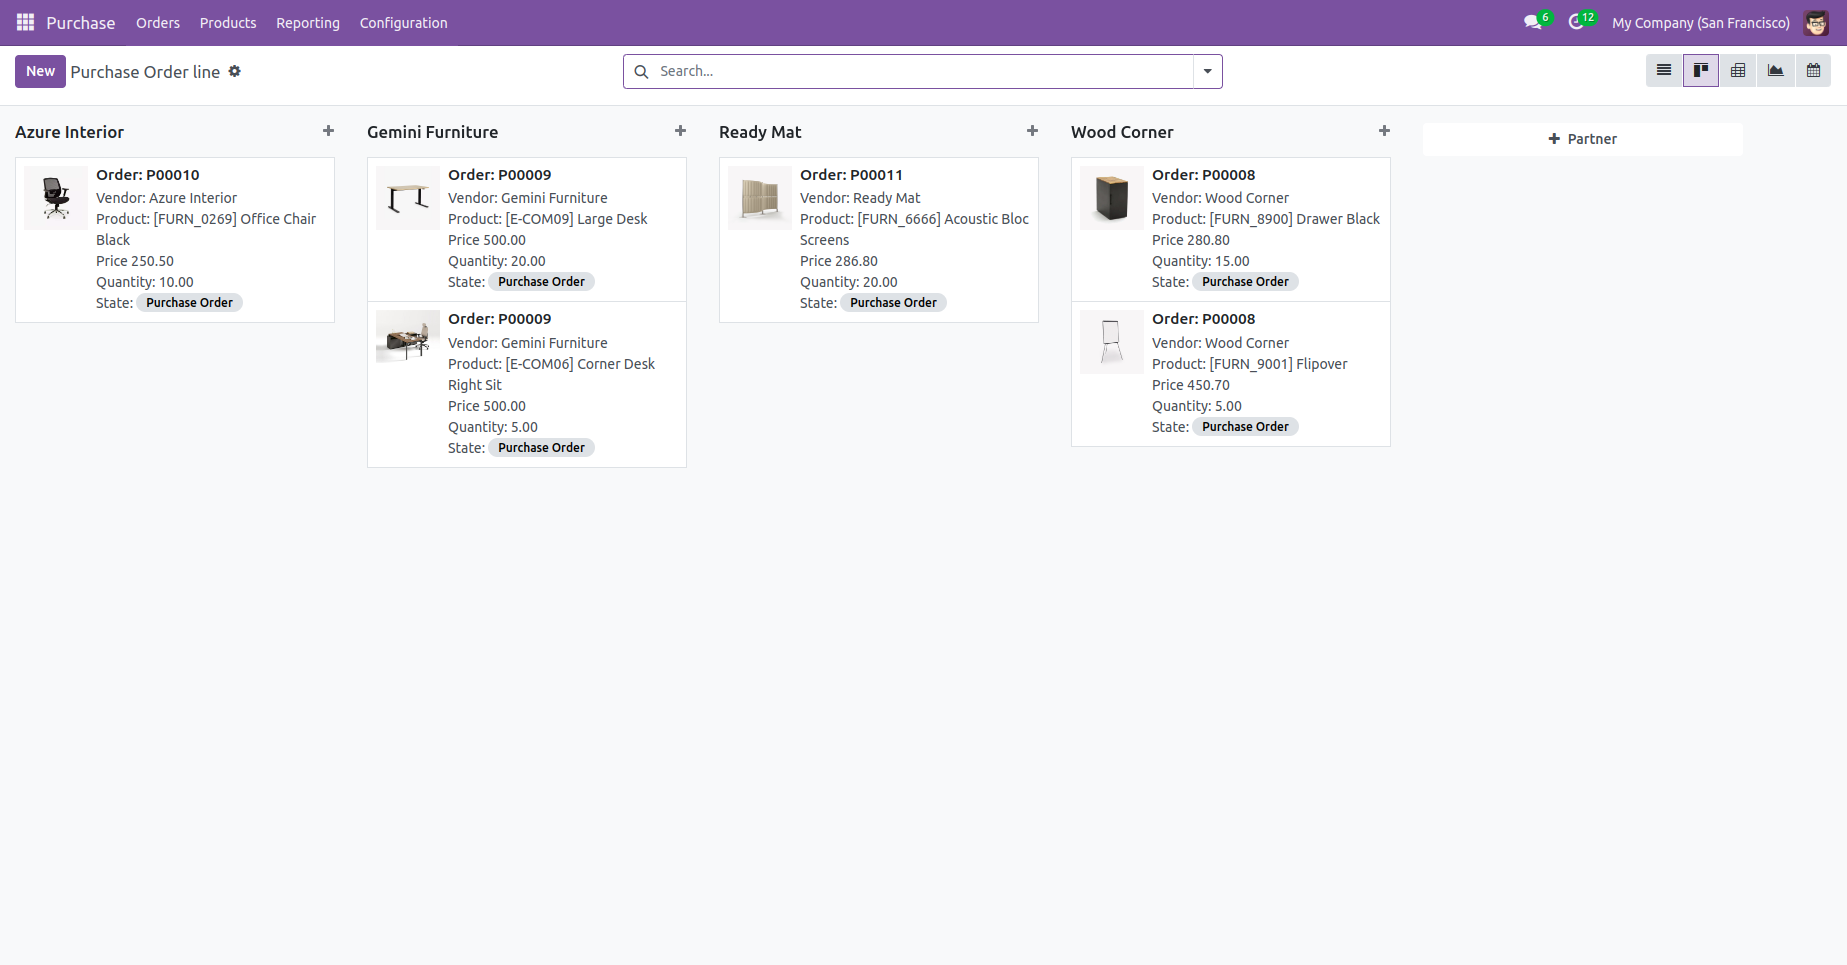 Purchase Orders Products Reporting Configuration 6 12 My Company (San Francisco)
New Purchase Order line Search...
Azure Interior
Order: P00010
Vendor: Azure Interior
Product: [FURN_0269] Office Chair
Black
Price 250.50
Quantity: 10.00
State: Purchase Order
Gemini Furniture
Order: P00009
Vendor: Gemini Furniture
Product: [E-COM09] Large Desk
Price 500.00
Quantity: 20.00
State: Purchase Order
Order: P00009
Vendor: Gemini Furniture
Product: [E-COM06] Corner Desk
Right Sit
Price 500.00
Quantity: 5.00
State: Purchase Order
Ready Mat
Order: P00011
Vendor: Ready Mat
Product: [FURN_6666] Acoustic Bloc
Screens
Price 286.80
Quantity: 20.00
State: Purchase Order
Wood Corner
Order: P00008
Vendor: Wood Corner
Product: [FURN_8900] Drawer Black
Price 280.80
Quantity: 15.00
State: Purchase Order
Order: P00008
Vendor: Wood Corner
Product: [FURN_9001] Flipover
Price 450.70
Quantity: 5.00
State: Purchase Order
Partner